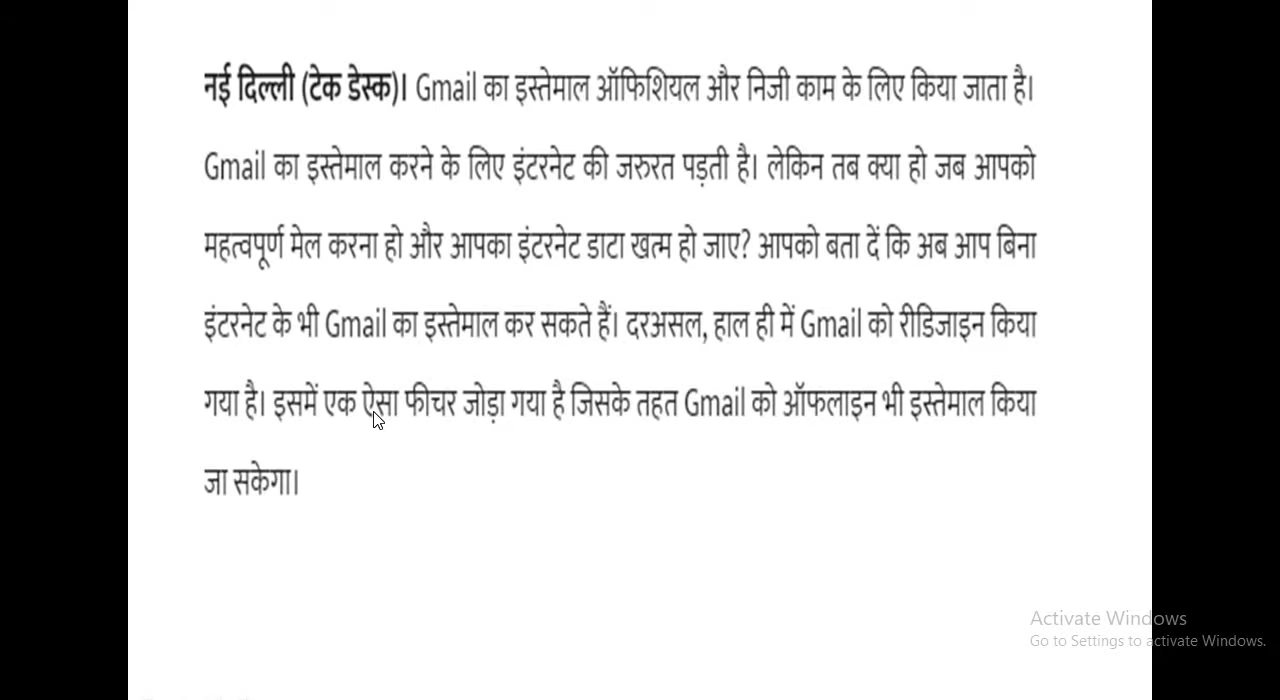 नई दिल्ली (टेक डेस्क)। Gmail का इस्तेमाल ऑफिशियल और निजी काम के लिए किया जाता है।
Gmail का इस्तेमाल करने के लिए इंटरनेट की जरुरत पड़ती है। लेकिन तब क्या हो जब आपको
महत्वपूर्ण मेल करना हो और आपका इंटरनेट डाटा खत्म हो जाए? आपको बता दें कि अब आप बिना
इंटरनेट के भी Gmail का इस्तेमाल कर सकते हैं। दरअसल, हाल ही में Gmail को रीडिजाइन किया
गया है। इसमें एक ऐसा फीचर जोड़ा गया है जिसके तहत Gmail को ऑफलाइन भी इस्तेमाल किया
जा सकेगा।
Activate Windows
Go to Settings to activate Windows.